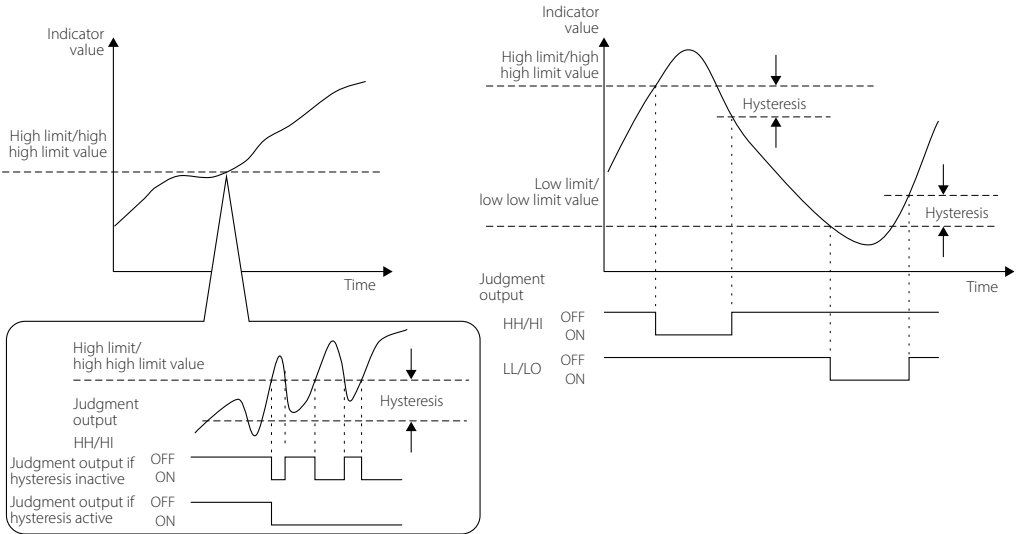 Indicator
value
High limit/high
high limit value
Time
High limit/
high high limit value
Hysteresis
Judgment
output
HH/HI
Judgment output if
hysteresis inactive
OFF
ON
Judgment output if
hysteresis active
OFF
ON
Indicator
value
High limit/high
high limit value
Hysteresis
Low limit/
low low limit value
Hysteresis
Time
Judgment
output
HH/HI
OFF
ON
LL/LO
OFF
ON